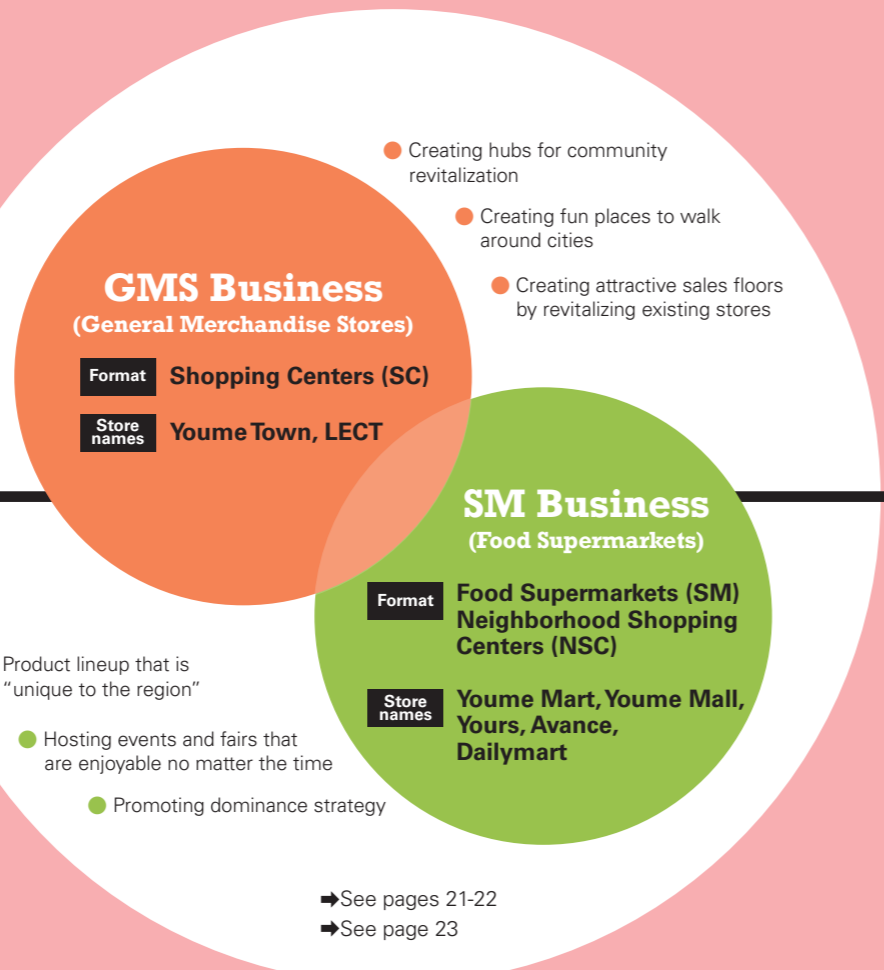 Creating hubs for community
revitalization
Creating fun places to walk
around cities
Creating attractive sales floors
by revitalizing existing stores
GMS Business
(General Merchandise Stores)
Format
Shopping Centers (SC)
Store
names
Youme Town, LECT
SM Business
(Food Supermarkets)
Format
Food Supermarkets (SM)
Neighborhood Shopping
Centers (NSC)
Store
names
Youme Mart, Youme Mall,
Yours, Avance,
Dailymart
Product lineup that is
“unique to the region”
Hosting events and fairs that
are enjoyable no matter the time
Promoting dominance strategy
➡See pages 21-22
➡See page 23